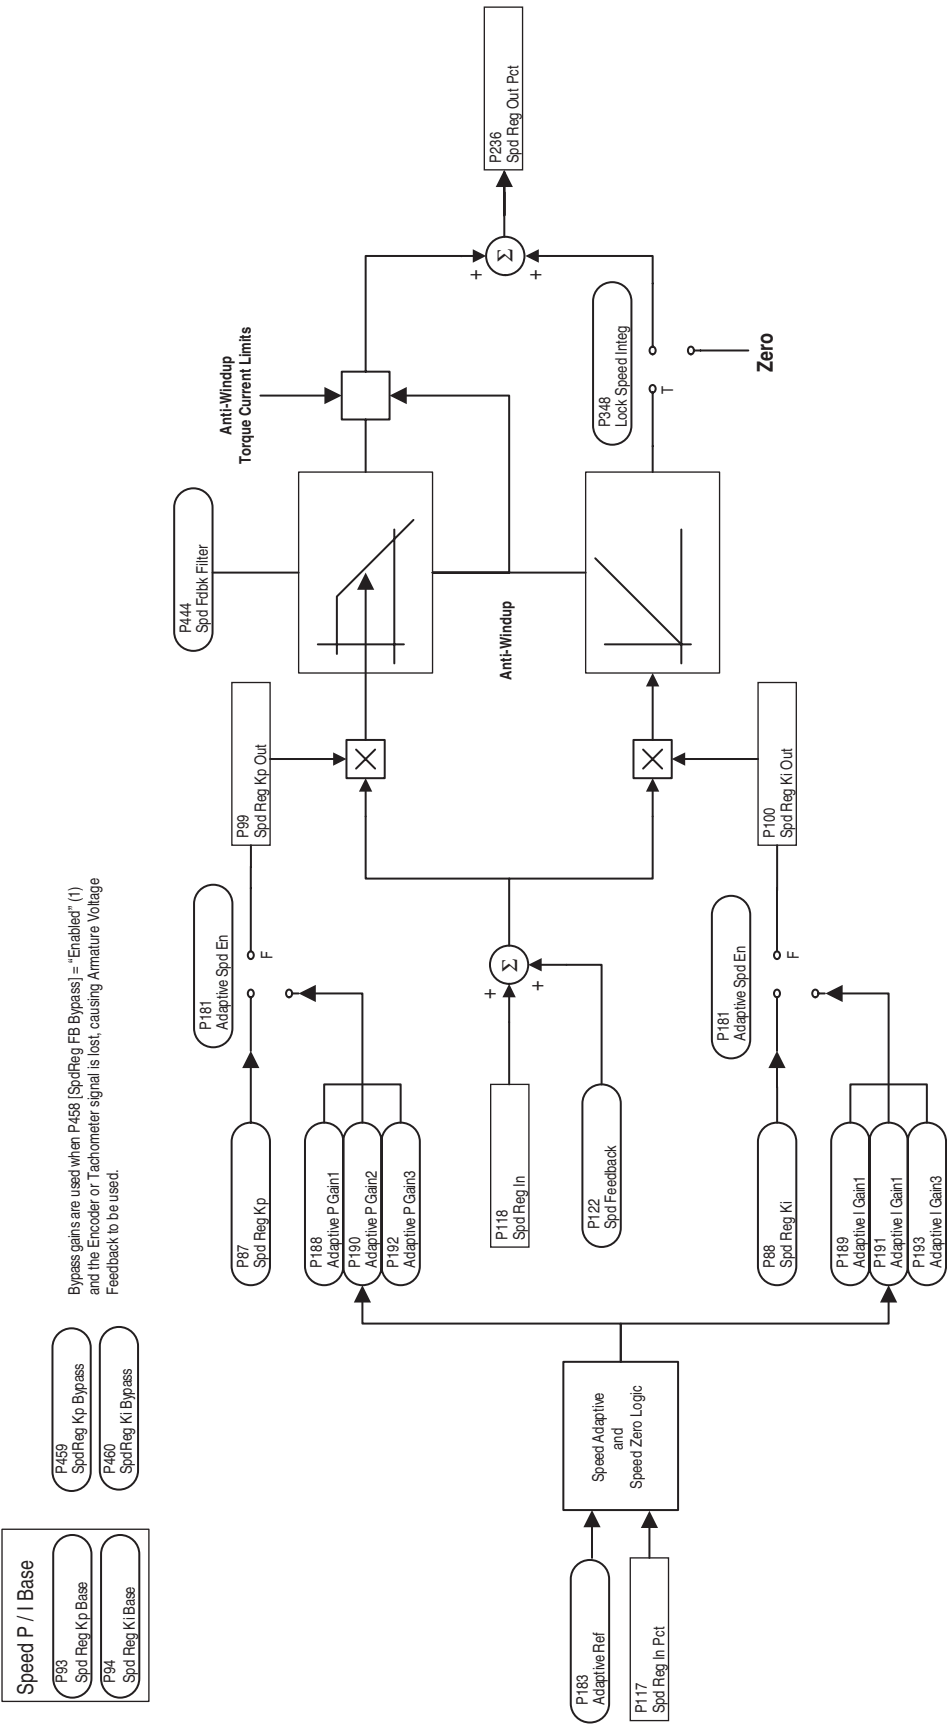 Speed P / I Base
P93
Spd Reg Kp Base
P94
Spd Reg Ki Base
P459
SpdReg Kp Bypass
P460
SpdReg Ki Bypass
Bypass gains are used when P458 [SpdReg FB Bypass] = "Enabled" (1)
and the Encoder or Tachometer signal is lost, causing Armature Voltage
Feedback to be used.
P183
Adaptive Ref
P117
Spd Reg In Pct
Speed Adaptive
and
Speed Zero Logic
P87
Spd Reg Kp
P188
Adaptive P Gain1
P190
Adaptive P Gain2
P192
Adaptive P Gain3
P181
Adaptive Spd En
F
P99
Spd Reg Kp Out
P444
Spd Fdbk Filter
Anti-Windup
Torque Current Limits
P118
Spd Reg In
P122
Spd Feedback
+
+
Σ
Anti-Windup
P88
Spd Reg Ki
P189
Adaptive I Gain1
P191
Adaptive I Gain1
P193
Adaptive I Gain3
P181
Adaptive Spd En
F
P100
Spd Reg Ki Out
P348
Lock Speed Integ
T
Zero
+
+
Σ
P236
Spd Reg Out Pct